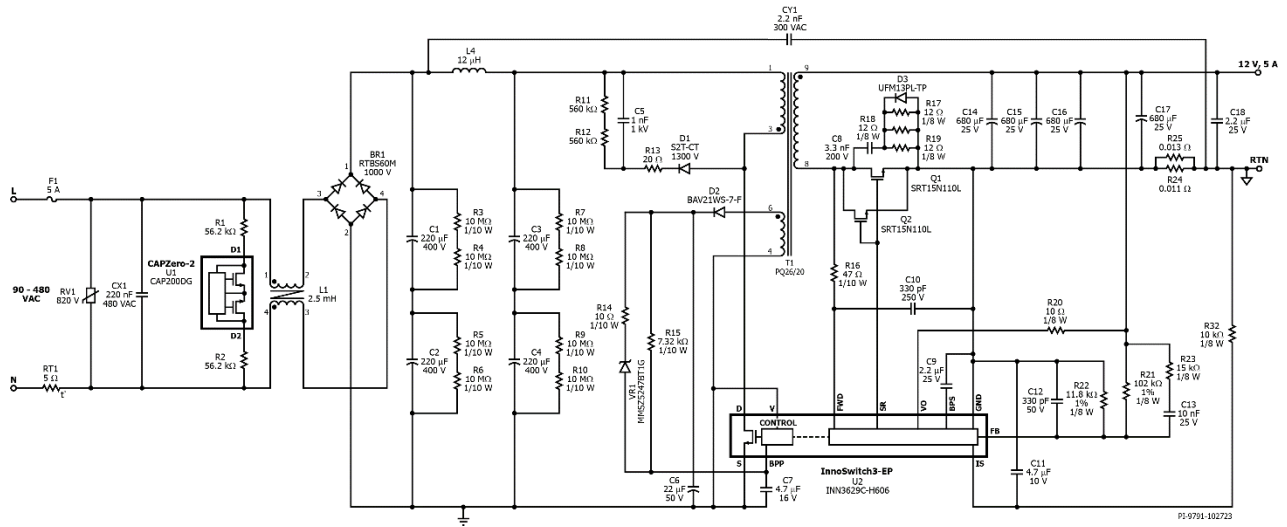 CY1
2.2 nF
300 VAC
L4
12 µH
1
9
12 V, 5 A
D3
UFM13PL-TP
R17
12 Ω
1/8 W
R18
12 Ω
1/8 W
R19
12 Ω
1/8 W
C8
3.3 nF
200 V
R11
560 kΩ
R12
560 kΩ
C5
1 nF
1 kV
R13
20 Ω
D1
S2T-CT
1300 V
3
8
C14
680 µF
25 V
C15
680 µF
25 V
C16
680 µF
25 V
C17
680 µF
25 V
C18
2.2 µF
25 V
R25
0.013 Ω
R24
0.011 Ω
RTN
Q1
SRT15N110L
Q2
SRT15N110L
BR1
RTBS60M
1000 V
1
3
4
2
L
F1
5 A
D2
BAV21WS-7-F
6
4
T1
PQ26/20
R1
56.2 kΩ
D1
CAPZero-2
U1
CAP200DG
D2
R2
56.2 kΩ
90 - 480
VAC
RV1
820 V
CX1
220 nF
480 VAC
1
2
4
3
L1
2.5 mH
N
RT1
5 Ω
t°
C1
220 µF
400 V
R3
10 MΩ
1/10 W
R4
10 MΩ
1/10 W
C3
220 µF
400 V
R7
10 MΩ
1/10 W
R8
10 MΩ
1/10 W
C2
220 µF
400 V
R5
10 MΩ
1/10 W
R6
10 MΩ
1/10 W
C4
220 µF
400 V
R9
10 MΩ
1/10 W
R10
10 MΩ
1/10 W
R14
10 Ω
1/10 W
R15
7.32 kΩ
1/10 W
VR1
MMSZ5247BT1G
R16
47 Ω
1/10 W
C10
330 pF
250 V
R20
10 Ω
1/8 W
R32
10 kΩ
1/8 W
C9
2.2 µF
25 V
C12
330 pF
50 V
R22
11.8 kΩ
1%
1/8 W
R21
102 kΩ
1%
1/8 W
R23
15 kΩ
1/8 W
C13
10 nF
25 V
D
V
FWD
SR
VO
BPS
GND
CONTROL
FB
S
BPP
IS
InnoSwitch3-EP
U2
INN3629C-H606
C6
22 µF
50 V
C7
4.7 µF
16 V
C11
4.7 µF
10 V
PI-9791-102723